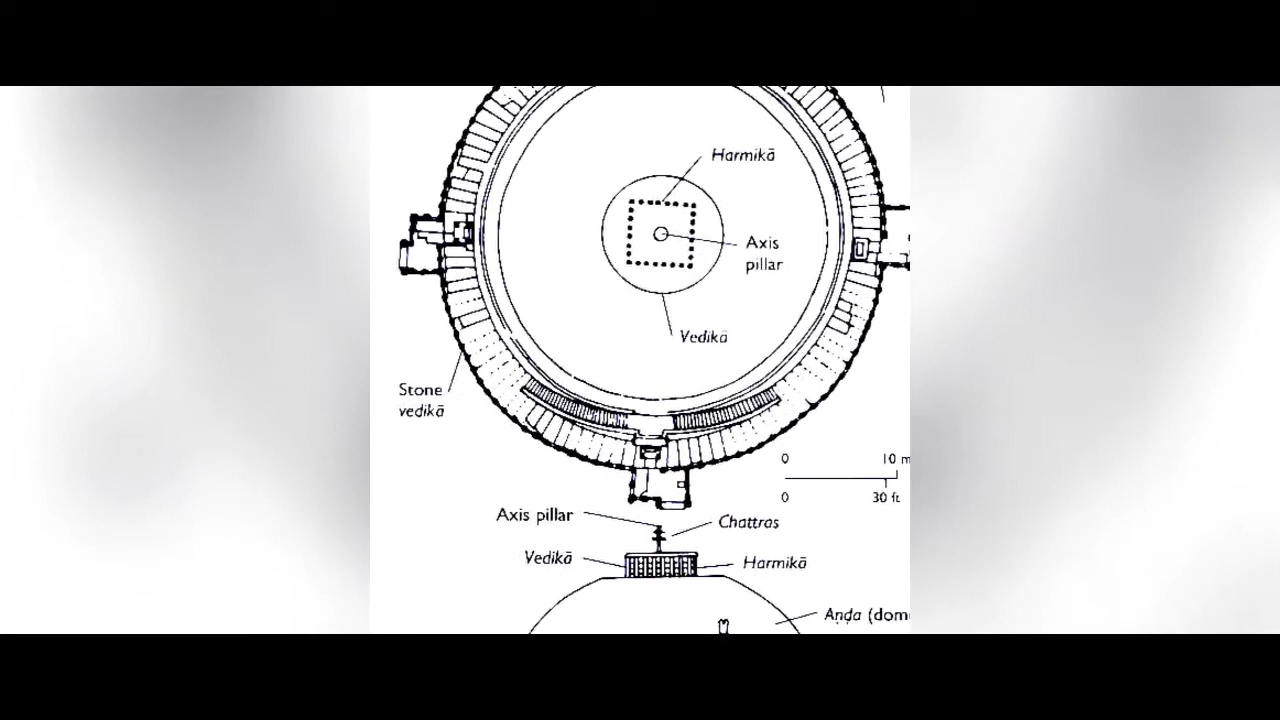 Harmikā
Axis
pillar
Vedikā
Stone
vedikā
0 10 m
0 30 ft
Axis pillar
Chattras
Vedikā
Harmikā
Aṇḍa (dom